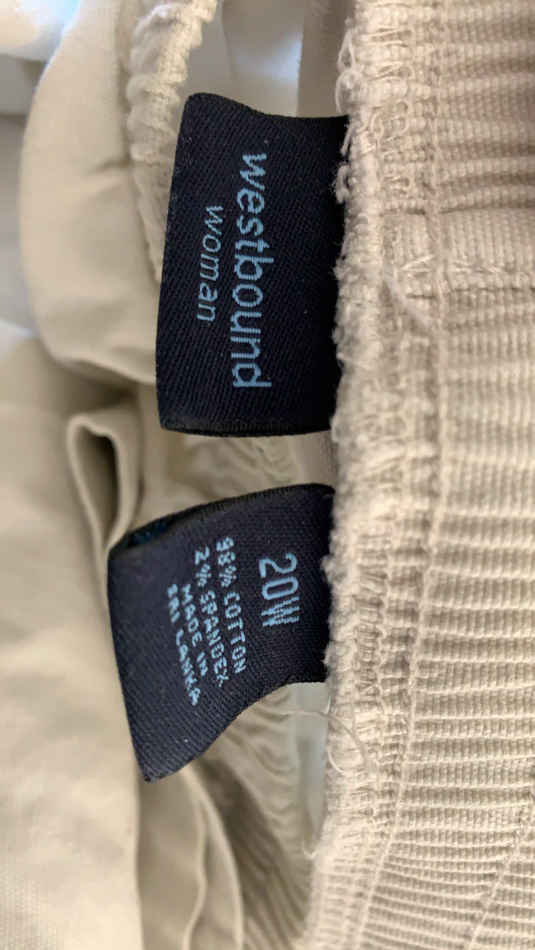 westbound
woman
20W
98% COTTON
2% SPANDEX
MADE IN
SRI LANKA